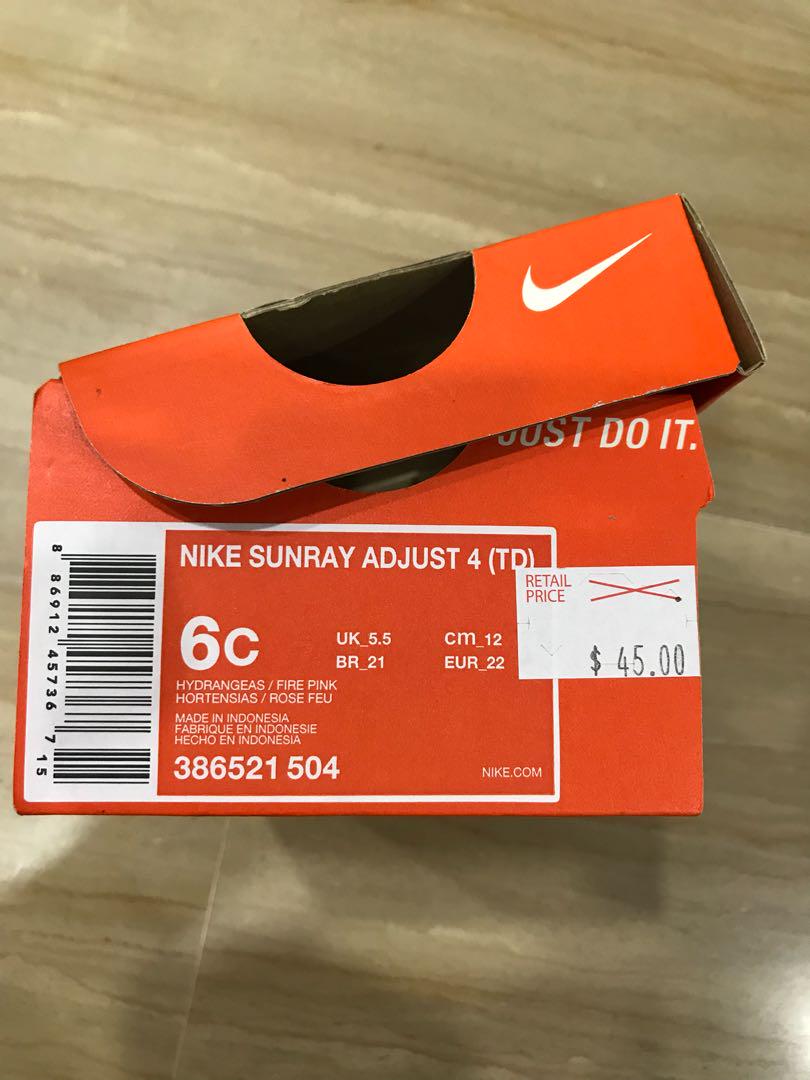 JUST DO IT.
NIKE SUNRAY ADJUST 4 (TD)
6C
UK_5.5 cm_12
BR_21 EUR_22
HYDRANGEAS / FIRE PINK
HORTENSIAS / ROSE FEU
MADE IN INDONESIA
FABRIQUE EN INDONESIE
HECHO EN INDONESIA
386521 504
NIKE.COM
RETAIL
PRICE
$ 45.00
8 86912 45736 7 15